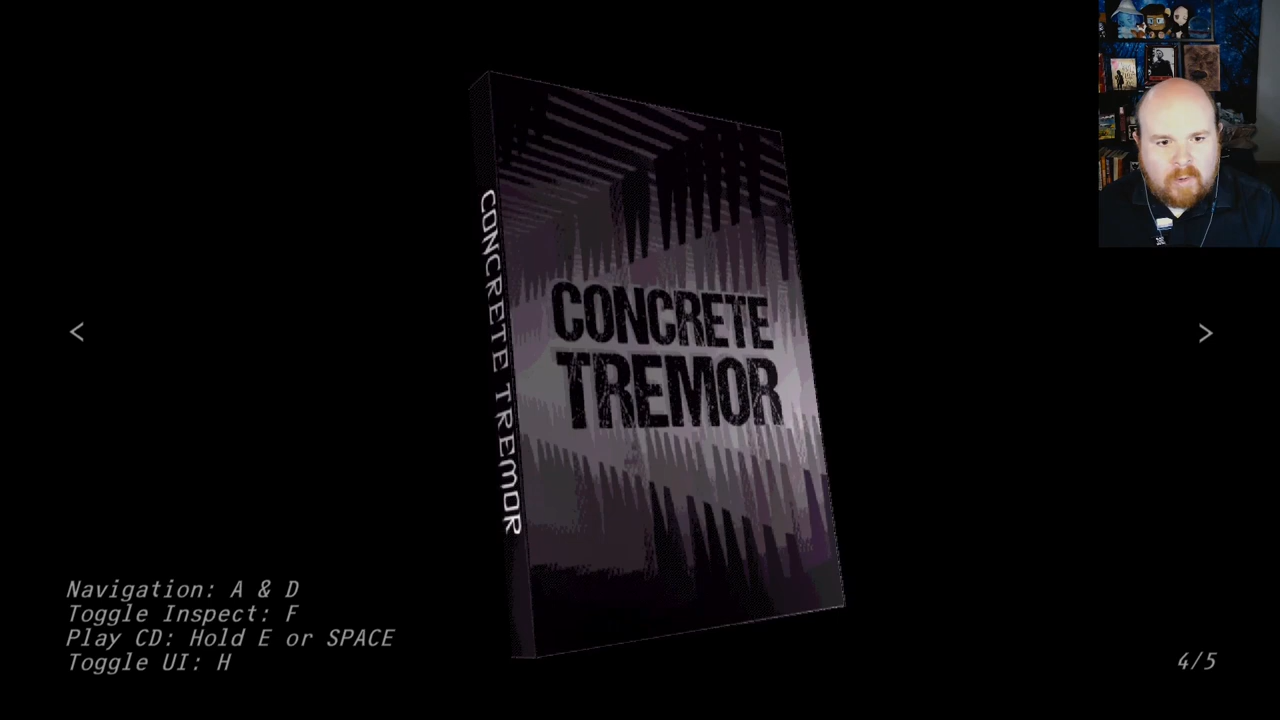 CONCRETE TREMOR
CONCRETE
TREMOR
<
>
Navigation: A & D
Toggle Inspect: F
Play CD: Hold E or SPACE
Toggle UI: H
4/5